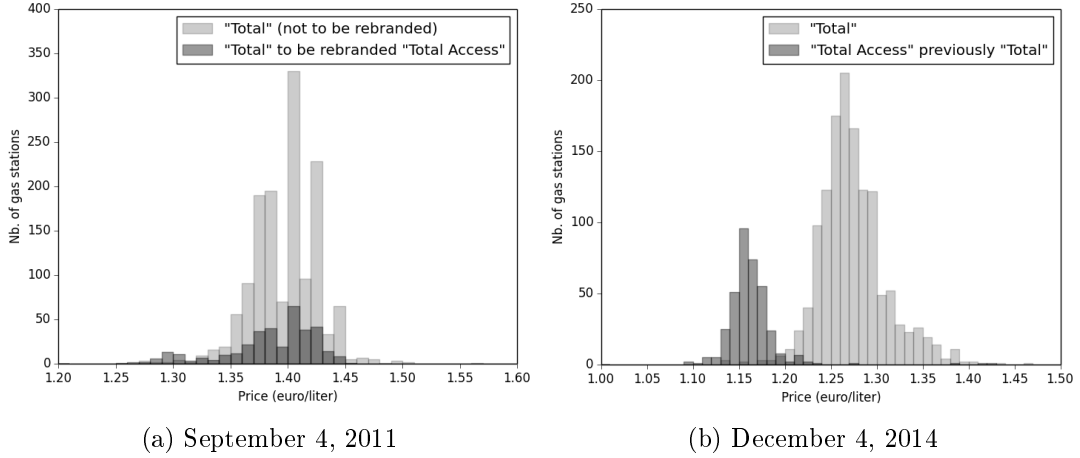 400
350
300
250
200
150
100
50
0
Nb. of gas stations
"Total" (not to be rebranded)
"Total" to be rebranded "Total Access"
1.20 1.25 1.30 1.35 1.40 1.45 1.50 1.55 1.60
Price (euro/liter)
(a) September 4, 2011
250
200
150
100
50
0
Nb. of gas stations
"Total"
"Total Access" previously "Total"
1.00 1.05 1.10 1.15 1.20 1.25 1.30 1.35 1.40 1.45 1.50
Price (euro/liter)
(b) December 4, 2014